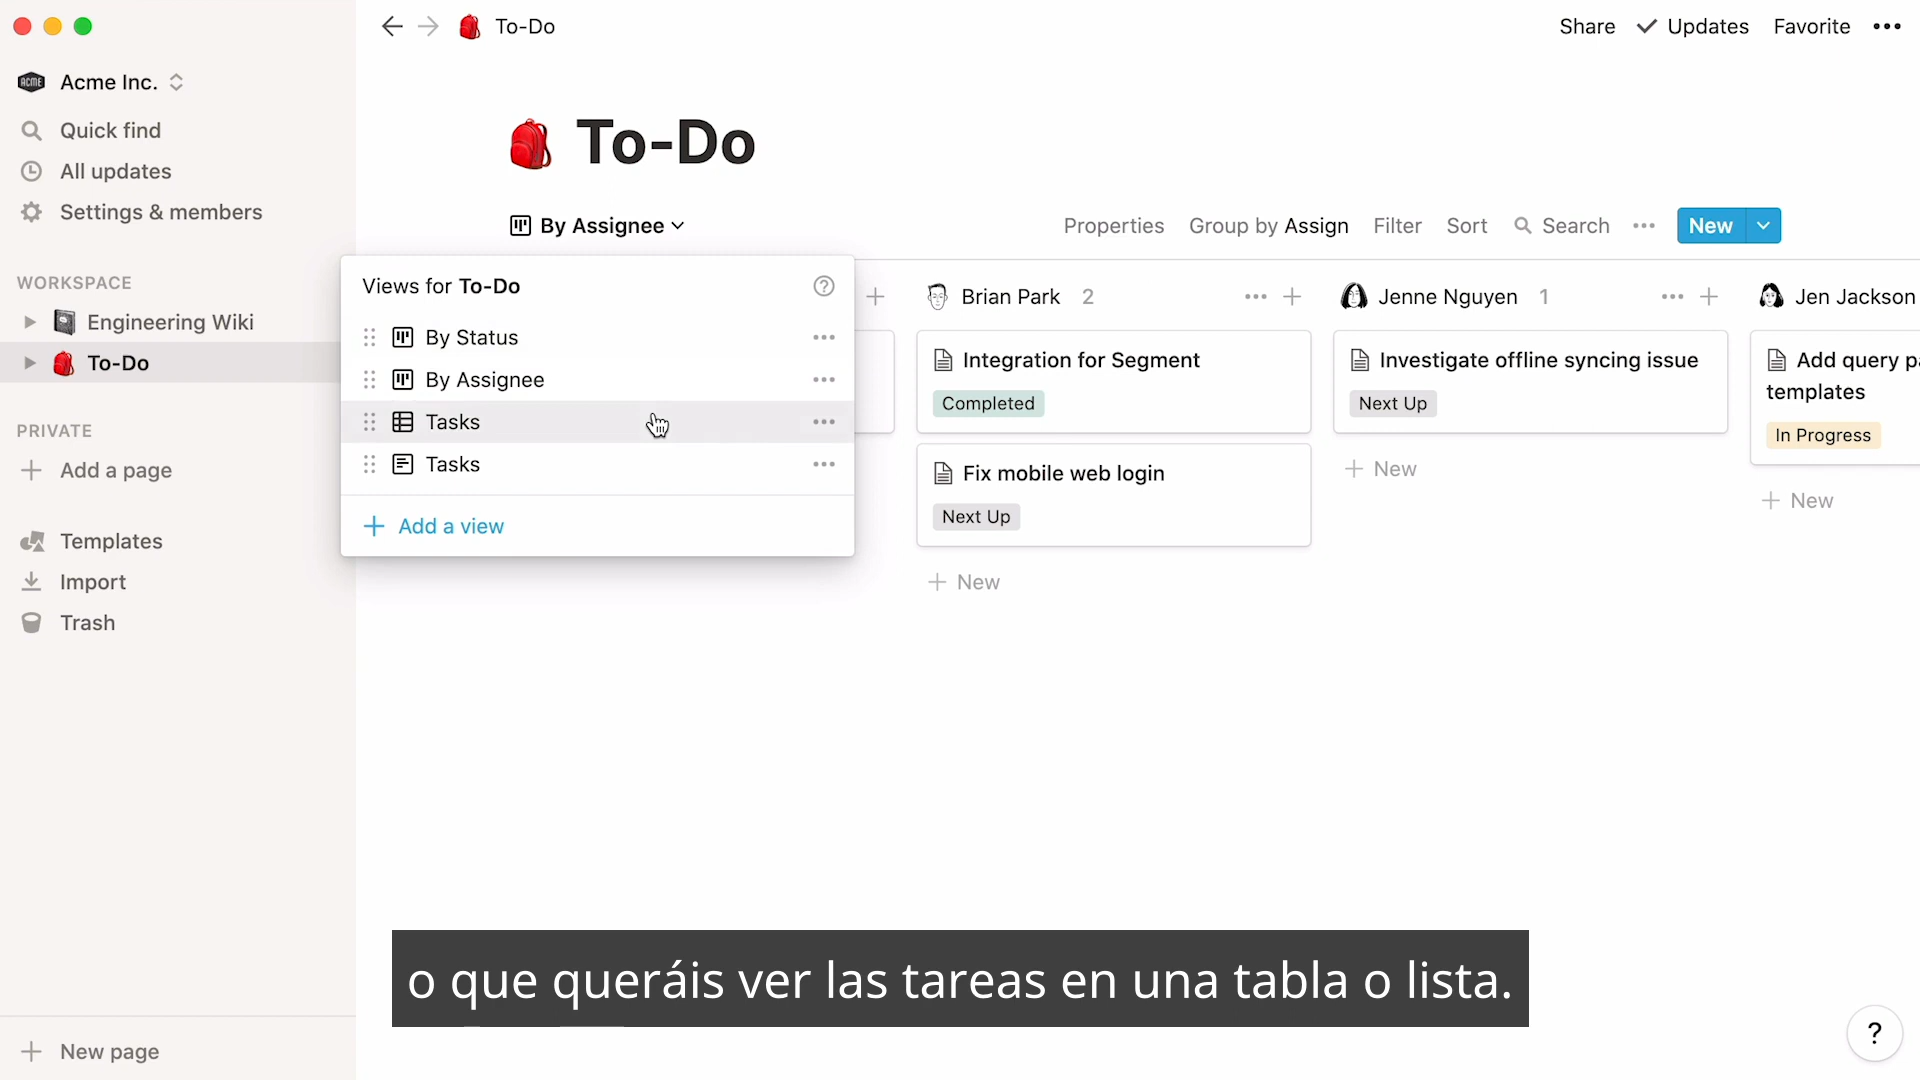 To-Do
Share
Updates
Favorite
ACME
Acme Inc.
Quick find
All updates
Settings & members
WORKSPACE
Engineering Wiki
To-Do
PRIVATE
Add a page
Templates
Import
Trash
New page
To-Do
By Assignee
Properties
Group by Assign
Filter
Sort
Search
New
Views for To-Do
By Status
By Assignee
Tasks
Tasks
Add a view
Brian Park 2
Integration for Segment
Completed
Fix mobile web login
Next Up
New
Jenne Nguyen 1
Investigate offline syncing issue
Next Up
New
Jen Jackson
Add query pa
templates
In Progress
New
o que queráis ver las tareas en una tabla o lista.
?